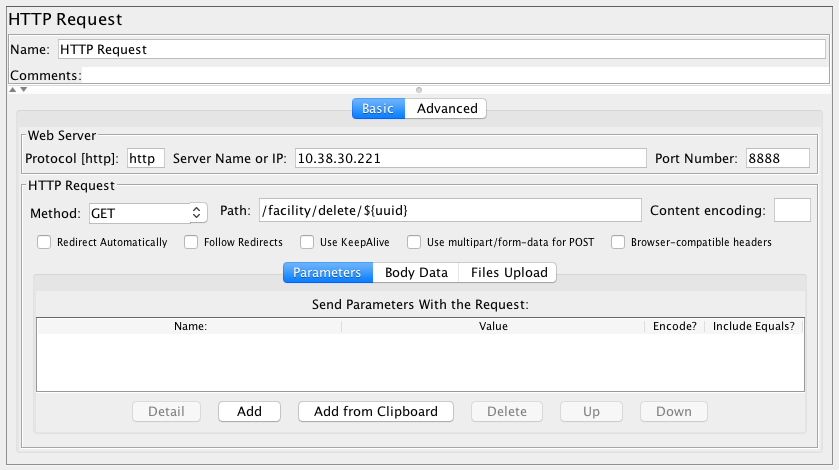 HTTP Request
Name: HTTP Request
Comments:
Basic Advanced
Web Server
Protocol [http]: http Server Name or IP: 10.38.30.221 Port Number: 8888
HTTP Request
Method: GET Path: /facility/delete/${uuid} Content encoding:
Redirect Automatically Follow Redirects Use KeepAlive Use multipart/form-data for POST Browser-compatible headers
Parameters Body Data Files Upload
Send Parameters With the Request:
Name: Value Encode? Include Equals?
Detail Add Add from Clipboard Delete Up Down